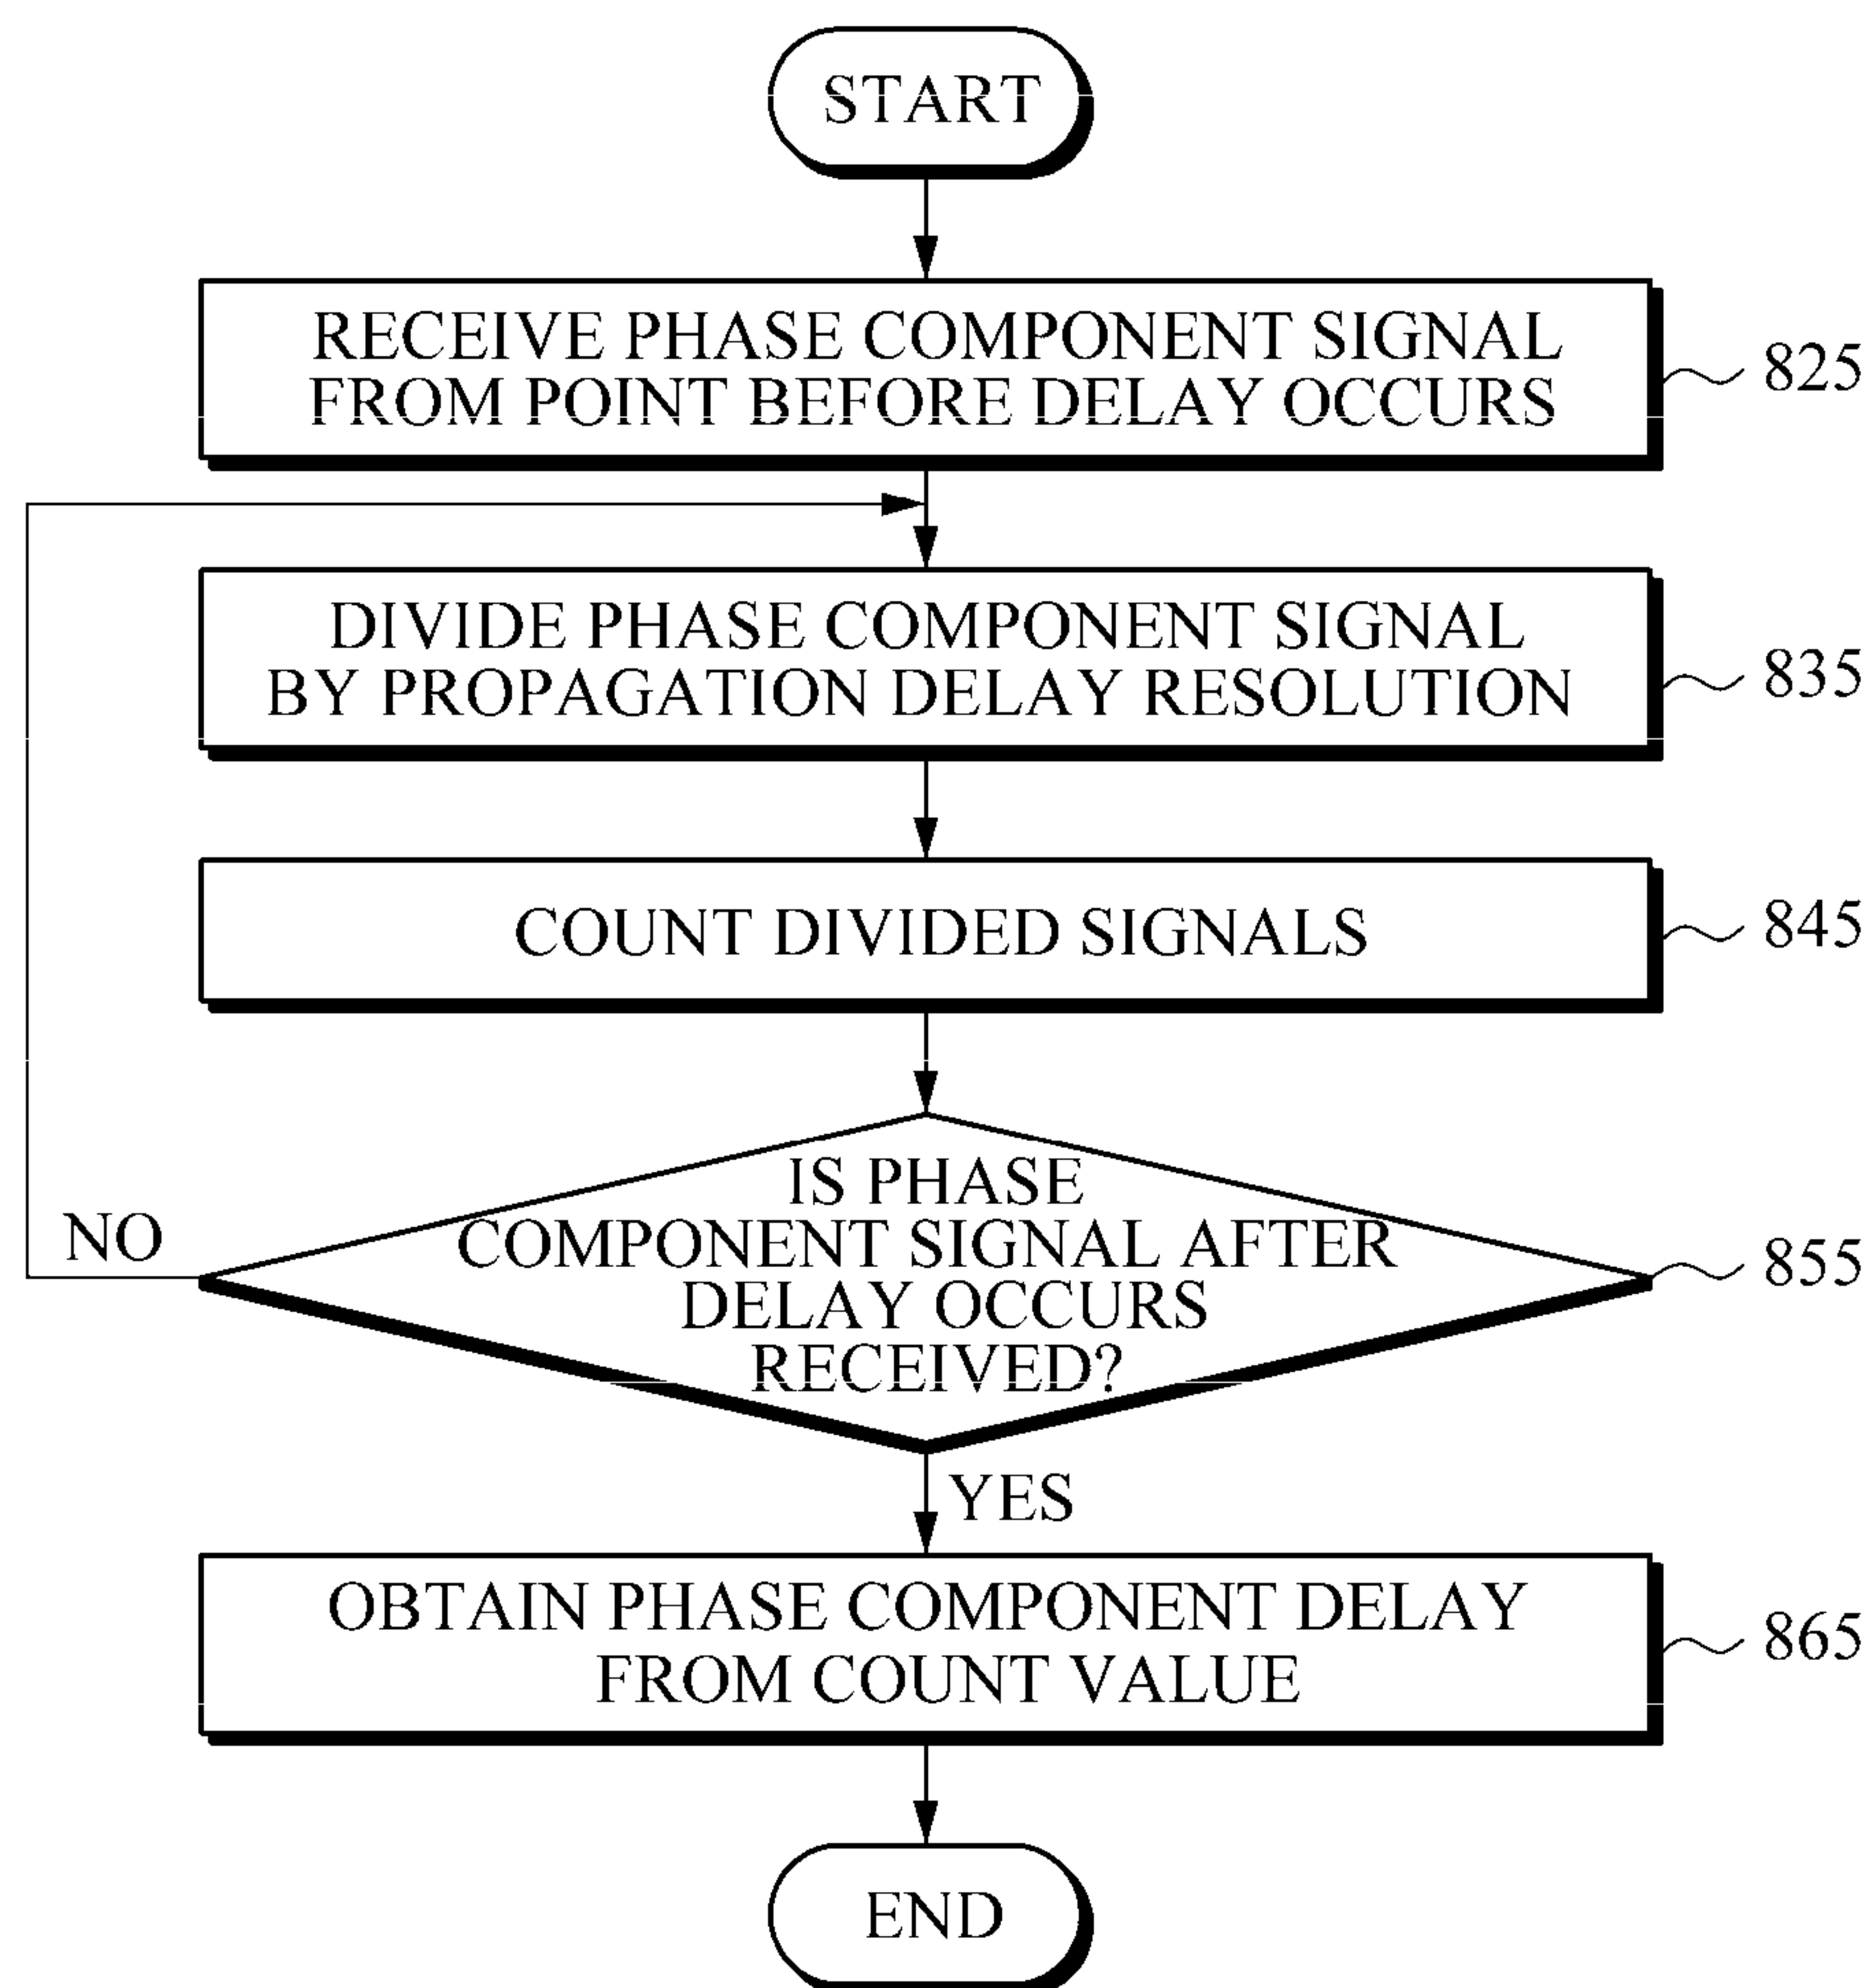 START
RECEIVE PHASE COMPONENT SIGNAL
FROM POINT BEFORE DELAY OCCURS
825
DIVIDE PHASE COMPONENT SIGNAL
BY PROPAGATION DELAY RESOLUTION
835
COUNT DIVIDED SIGNALS
845
IS PHASE
COMPONENT SIGNAL AFTER
DELAY OCCURS
RECEIVED?
855
NO
YES
OBTAIN PHASE COMPONENT DELAY
FROM COUNT VALUE
865
END